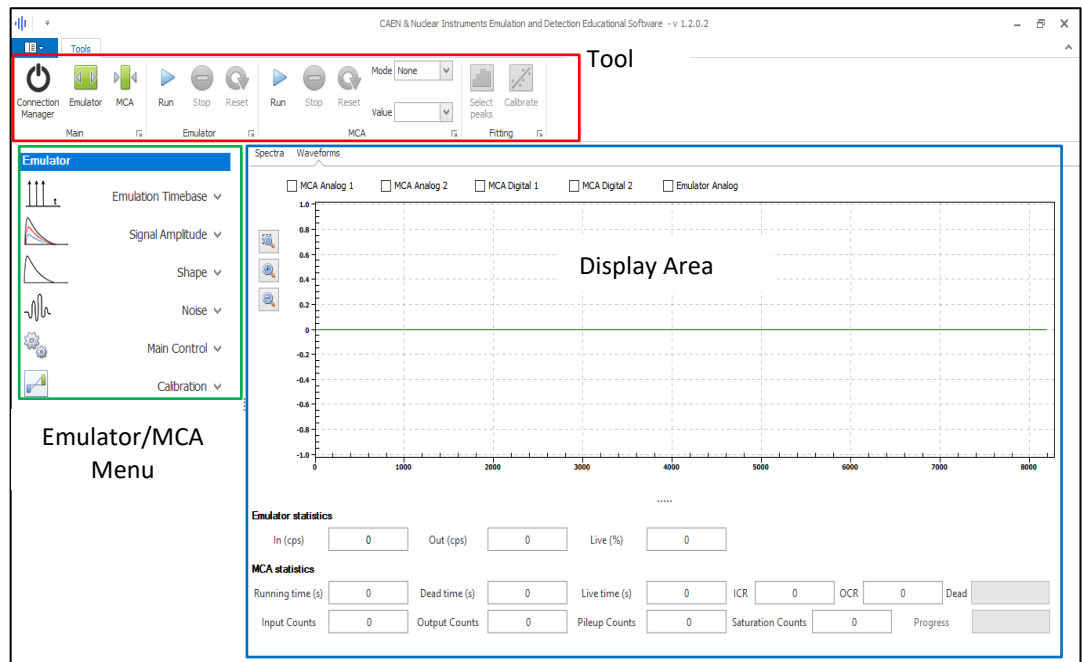 CAEN & Nuclear Instruments Emulation and Detection Educational Software - v 1.2.0.2
Tools
Tool
Connection Manager
Emulator
MCA
Run
Stop
Reset
Run
Stop
Reset
Mode None
Value
Select peaks
Calibrate
Main
Emulator
MCA
Fitting
Emulator
Emulation Timebase
Signal Amplitude
Shape
Noise
Main Control
Calibration
Emulator/MCA
Menu
Spectra Waveforms
MCA Analog 1 MCA Analog 2 MCA Digital 1 MCA Digital 2 Emulator Analog
1.0
0.8
0.6
0.4
0.2
0
-0.2
-0.4
-0.6
-0.8
-1.0
0 1000 2000 3000 4000 5000 6000 7000 8000
Display Area
Emulator statistics
In (cps) 0 Out (cps) 0 Live (%) 0
MCA statistics
Running time (s) 0 Dead time (s) 0 Live time (s) 0 ICR 0 OCR 0 Dead
Input Counts 0 Output Counts 0 Pileup Counts 0 Saturation Counts 0 Progress